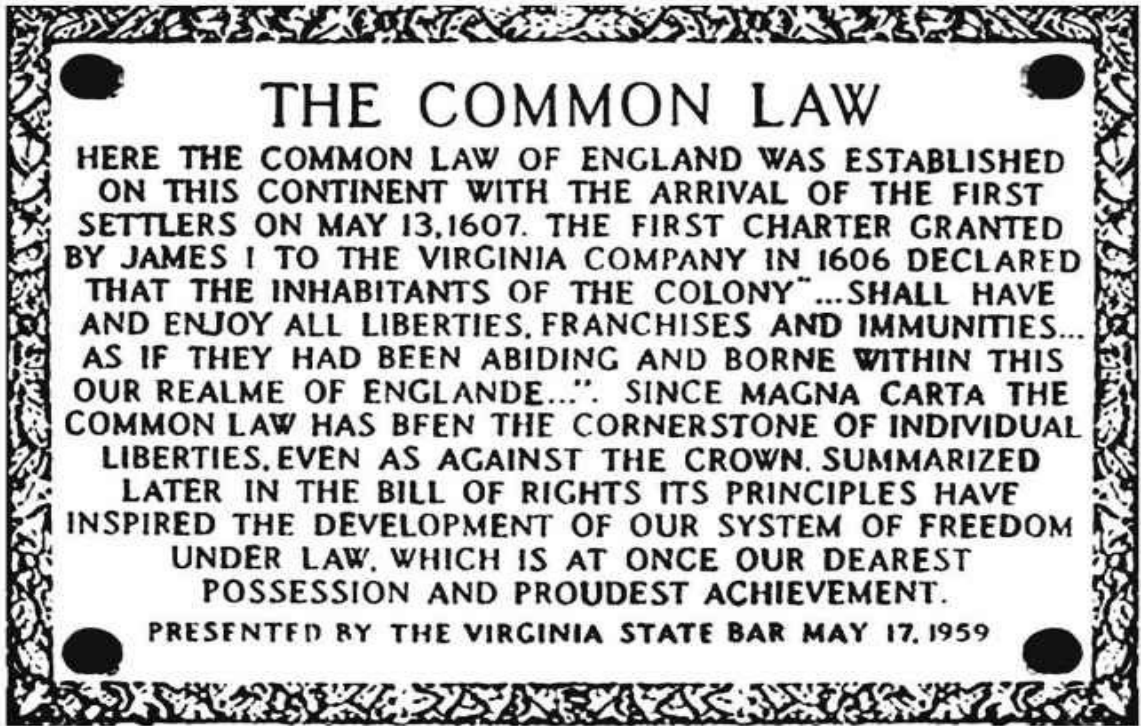 THE COMMON LAW
HERE THE COMMON LAW OF ENGLAND WAS ESTABLISHED
ON THIS CONTINENT WITH THE ARRIVAL OF THE FIRST
SETTLERS ON MAY 13,1607. THE FIRST CHARTER GRANTED
BY JAMES I TO THE VIRGINIA COMPANY IN 1606 DECLARED
THAT THE INHABITANTS OF THE COLONY "...SHALL HAVE
AND ENJOY ALL LIBERTIES, FRANCHISES AND IMMUNITIES...
AS IF THEY HAD BEEN ABIDING AND BORNE WITHIN THIS
OUR REALME OF ENGLANDE...". SINCE MAGNA CARTA THE
COMMON LAW HAS BEEN THE CORNERSTONE OF INDIVIDUAL
LIBERTIES, EVEN AS AGAINST THE CROWN. SUMMARIZED
LATER IN THE BILL OF RIGHTS ITS PRINCIPLES HAVE
INSPIRED THE DEVELOPMENT OF OUR SYSTEM OF FREEDOM
UNDER LAW, WHICH IS AT ONCE OUR DEAREST
POSSESSION AND PROUDEST ACHIEVEMENT.
PRESENTED BY THE VIRGINIA STATE BAR MAY 17, 1959